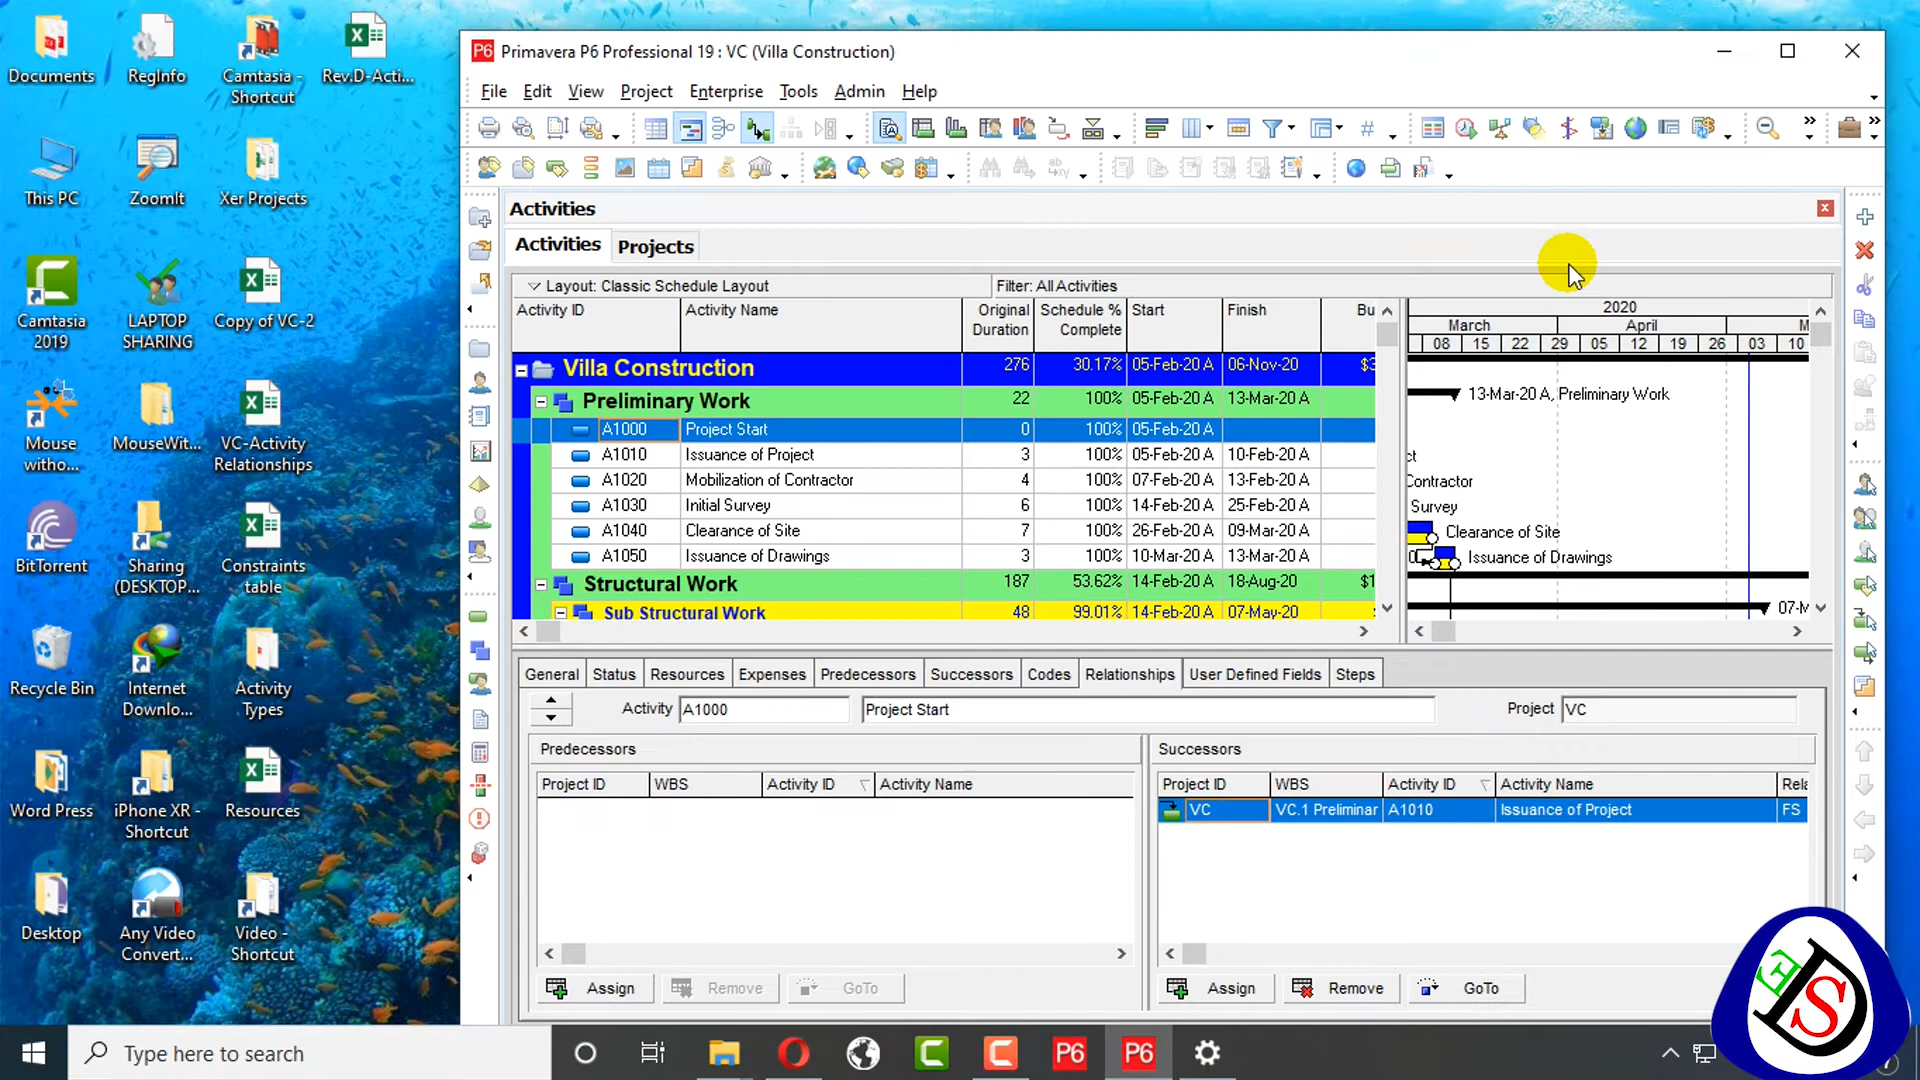 Documents
RegInfo
Camtasia -
Shortcut
Rev.D-Acti...
This PC
ZoomIt
Xer Projects
Camtasia
2019
LAPTOP
SHARING
Copy of VC-2
Mouse
witho...
MouseWit...
VC-Activity
Relationships
BitTorrent
Sharing
(DESKTOP...
Constraints
table
Recycle Bin
Internet
Downlo...
Activity
Types
Word Press
iPhone XR -
Shortcut
Resources
Desktop
Any Video
Convert...
Video -
Shortcut
P6 Primavera P6 Professional 19 : VC (Villa Construction)
File Edit View Project Enterprise Tools Admin Help
Activities
Activities Projects
Layout: Classic Schedule Layout Filter: All Activities
Activity ID Activity Name Original Duration Schedule % Complete Start Finish Bu
2020
March April M
08 15 22 29 05 12 19 26 03 10
Villa Construction 276 30.17% 05-Feb-20 A 06-Nov-20 $3
Preliminary Work 22 100% 05-Feb-20 A 13-Mar-20 A
13-Mar-20 A, Preliminary Work
A1000 Project Start 0 100% 05-Feb-20 A
A1010 Issuance of Project 3 100% 05-Feb-20 A 10-Feb-20 A
ct
A1020 Mobilization of Contractor 4 100% 07-Feb-20 A 13-Feb-20 A
Contractor
A1030 Initial Survey 6 100% 14-Feb-20 A 25-Feb-20 A
Survey
A1040 Clearance of Site 7 100% 26-Feb-20 A 09-Mar-20 A
Clearance of Site
A1050 Issuance of Drawings 3 100% 10-Mar-20 A 13-Mar-20 A
Issuance of Drawings
Structural Work 187 53.62% 14-Feb-20 A 18-Aug-20 $1
Sub Structural Work 48 99.01% 14-Feb-20 A 07-May-20
07-M
General Status Resources Expenses Predecessors Successors Codes Relationships User Defined Fields Steps
Activity A1000 Project Start Project VC
Predecessors Successors
Project ID WBS Activity ID Activity Name
Project ID WBS Activity ID Activity Name Rela
VC VC.1 Preliminar A1010 Issuance of Project FS
Assign Remove GoTo
Assign Remove GoTo
Type here to search
P6 P6